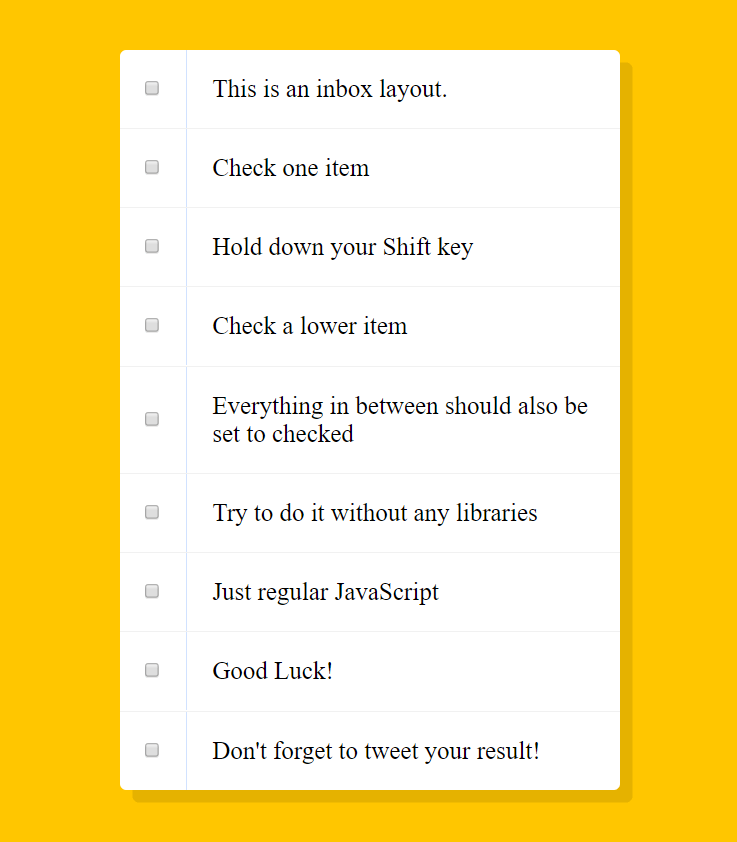 This is an inbox layout.
Check one item
Hold down your Shift key
Check a lower item
Everything in between should also be
set to checked
Try to do it without any libraries
Just regular JavaScript
Good Luck!
Don't forget to tweet your result!